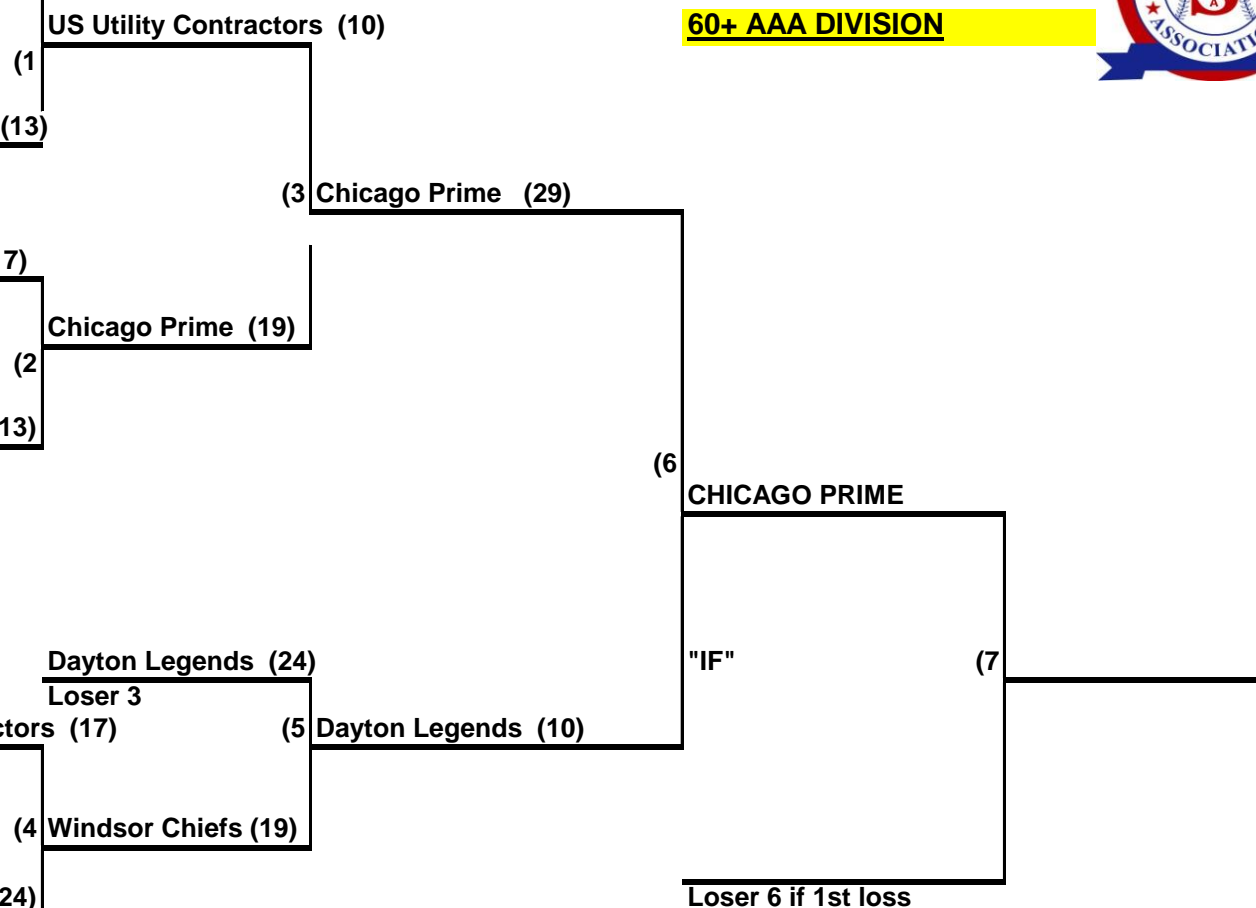 US Utility Contractors (10)
60+ AAA DIVISION
ASSOCIATI
(1
(13)
(3 Chicago Prime (29)
7)
Chicago Prime (19)
(2
13)
(6
CHICAGO PRIME
Dayton Legends (24)
"IF"
(7
Loser 3
ctors (17)
(5 Dayton Legends (10)
(4 Windsor Chiefs (19)
24)
Loser 6 if 1st loss